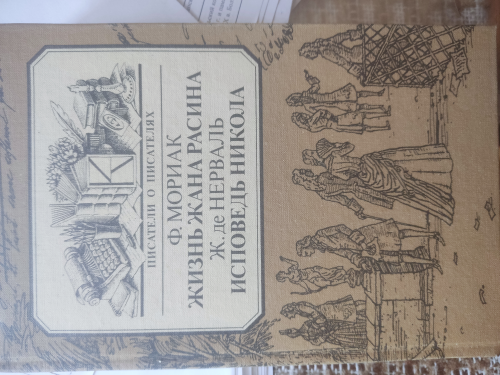 К
ПИСАТЕЛИ О ПИСАТЕЛЯХ
Ф. МОРИАК
ЖИЗНЬ ЖАНА РАСИНА
Ж. де НЕРВАЛЬ
ИСПОВЕДЬ НИКОЛА